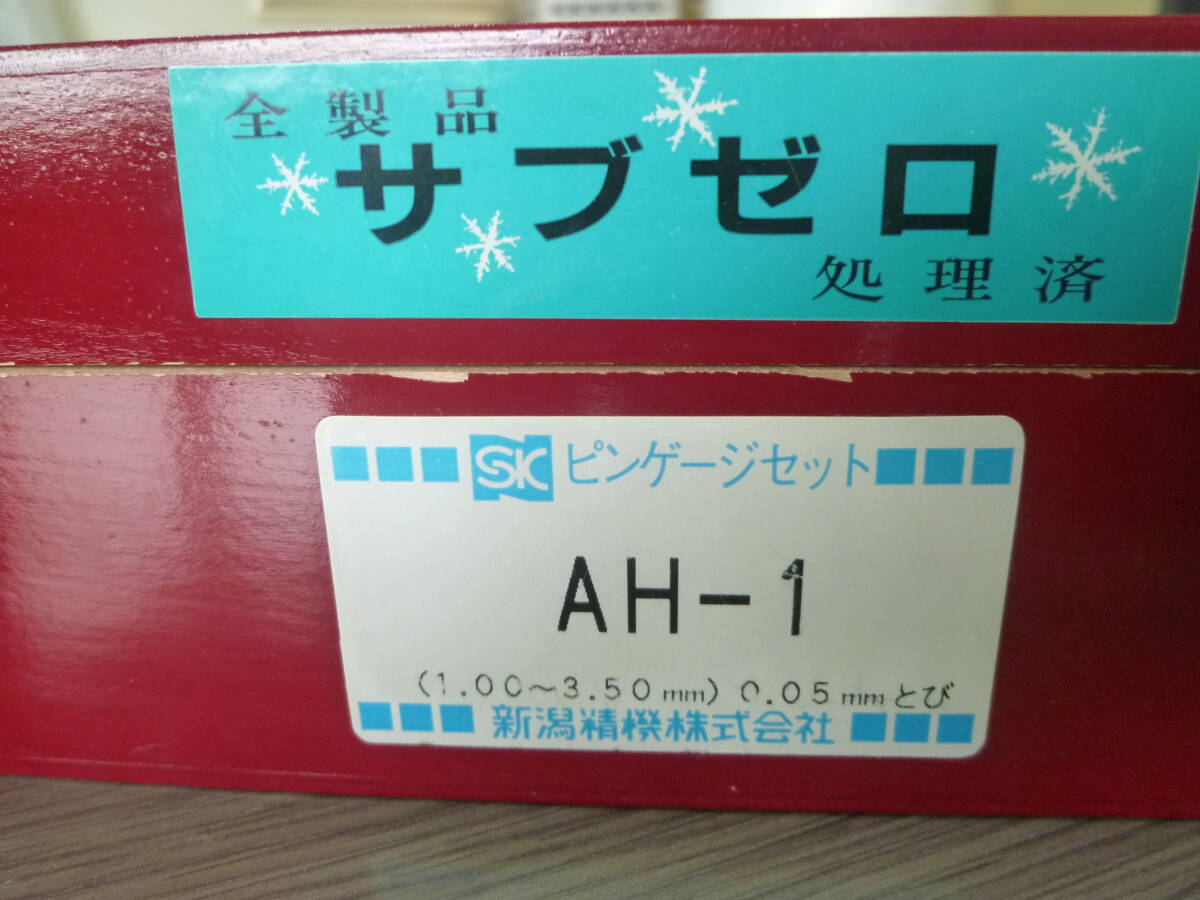 全製品
サブゼロ
処理済
SK ピンゲージセット
AH-1
(1.00~3.50mm) 0.05mmとび
新潟精機株式会社